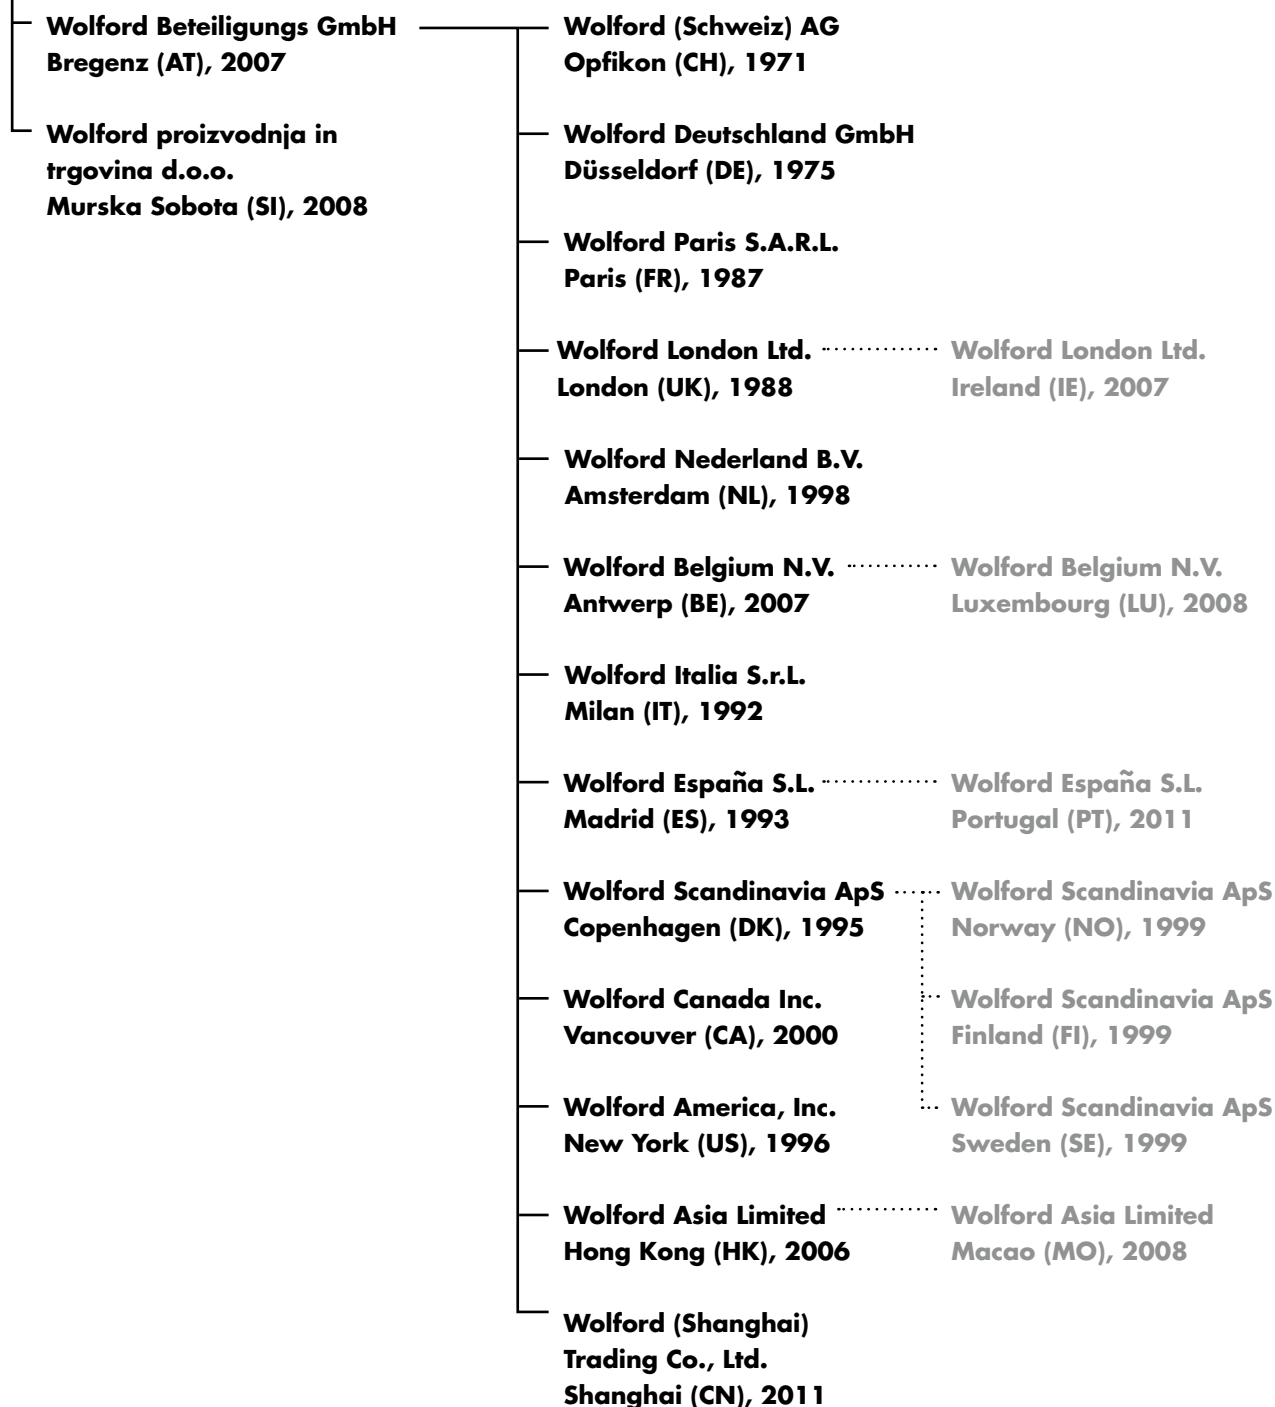 Wolford Beteiligungs GmbH
Bregenz (AT), 2007
Wolford proizvodnja in
trgovina d.o.o.
Murska Sobota (SI), 2008
Wolford (Schweiz) AG
Opfikon (CH), 1971
Wolford Deutschland GmbH
Düsseldorf (DE), 1975
Wolford Paris S.A.R.L.
Paris (FR), 1987
Wolford London Ltd.
London (UK), 1988
Wolford London Ltd.
Ireland (IE), 2007
Wolford Nederland B.V.
Amsterdam (NL), 1998
Wolford Belgium N.V.
Antwerp (BE), 2007
Wolford Belgium N.V.
Luxembourg (LU), 2008
Wolford Italia S.r.L.
Milan (IT), 1992
Wolford España S.L.
Madrid (ES), 1993
Wolford España S.L.
Portugal (PT), 2011
Wolford Scandinavia ApS
Copenhagen (DK), 1995
Wolford Scandinavia ApS
Norway (NO), 1999
Wolford Canada Inc.
Vancouver (CA), 2000
Wolford Scandinavia ApS
Finland (FI), 1999
Wolford America, Inc.
New York (US), 1996
Wolford Scandinavia ApS
Sweden (SE), 1999
Wolford Asia Limited
Hong Kong (HK), 2006
Wolford Asia Limited
Macao (MO), 2008
Wolford (Shanghai)
Trading Co., Ltd.
Shanghai (CN), 2011